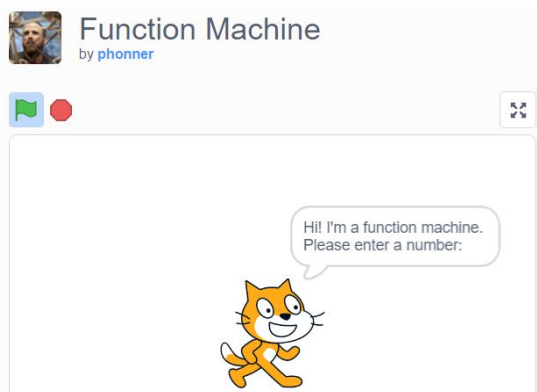 Function Machine
by phonner
Hi! I'm a function machine.
Please enter a number: